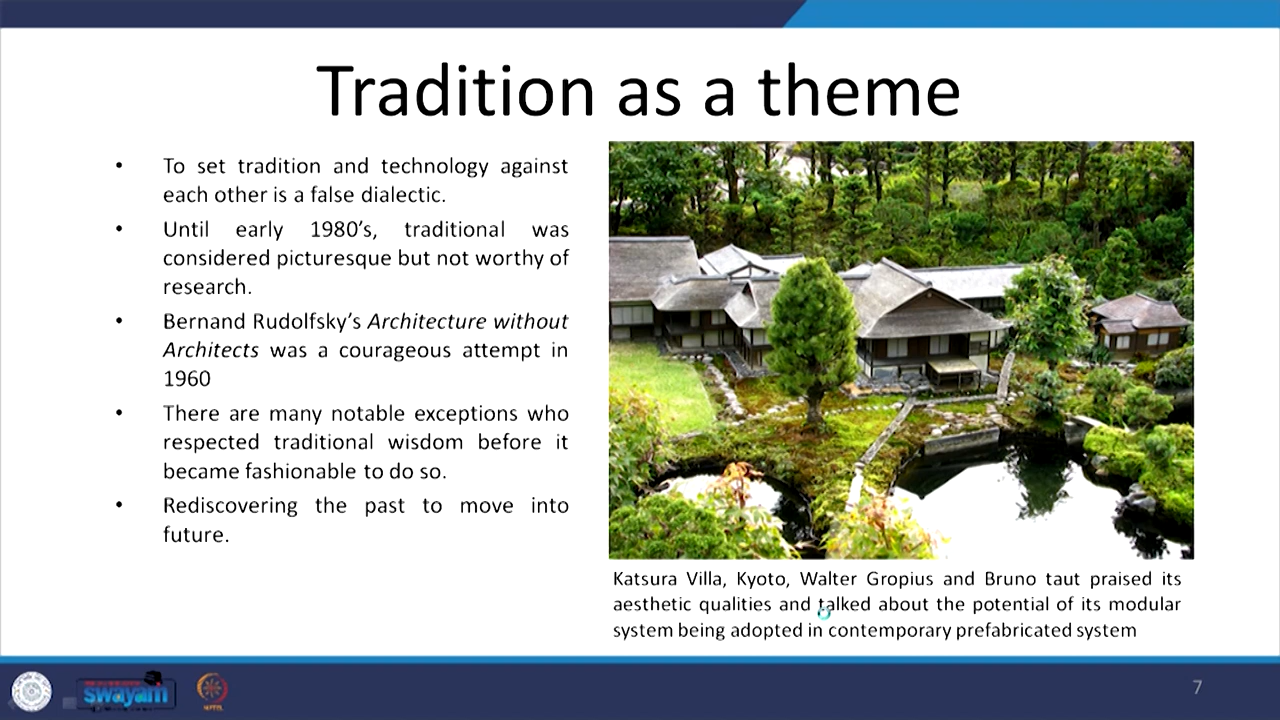 Tradition as a theme
• To set tradition and technology against
each other is a false dialectic.
• Until early 1980’s, traditional was
considered picturesque but not worthy of
research.
• Bernand Rudolfsky’s Architecture without
Architects was a courageous attempt in
1960
• There are many notable exceptions who
respected traditional wisdom before it
became fashionable to do so.
• Rediscovering the past to move into
future.
Katsura Villa, Kyoto, Walter Gropius and Bruno taut praised its
aesthetic qualities and talked about the potential of its modular
system being adopted in contemporary prefabricated system
swayam
7